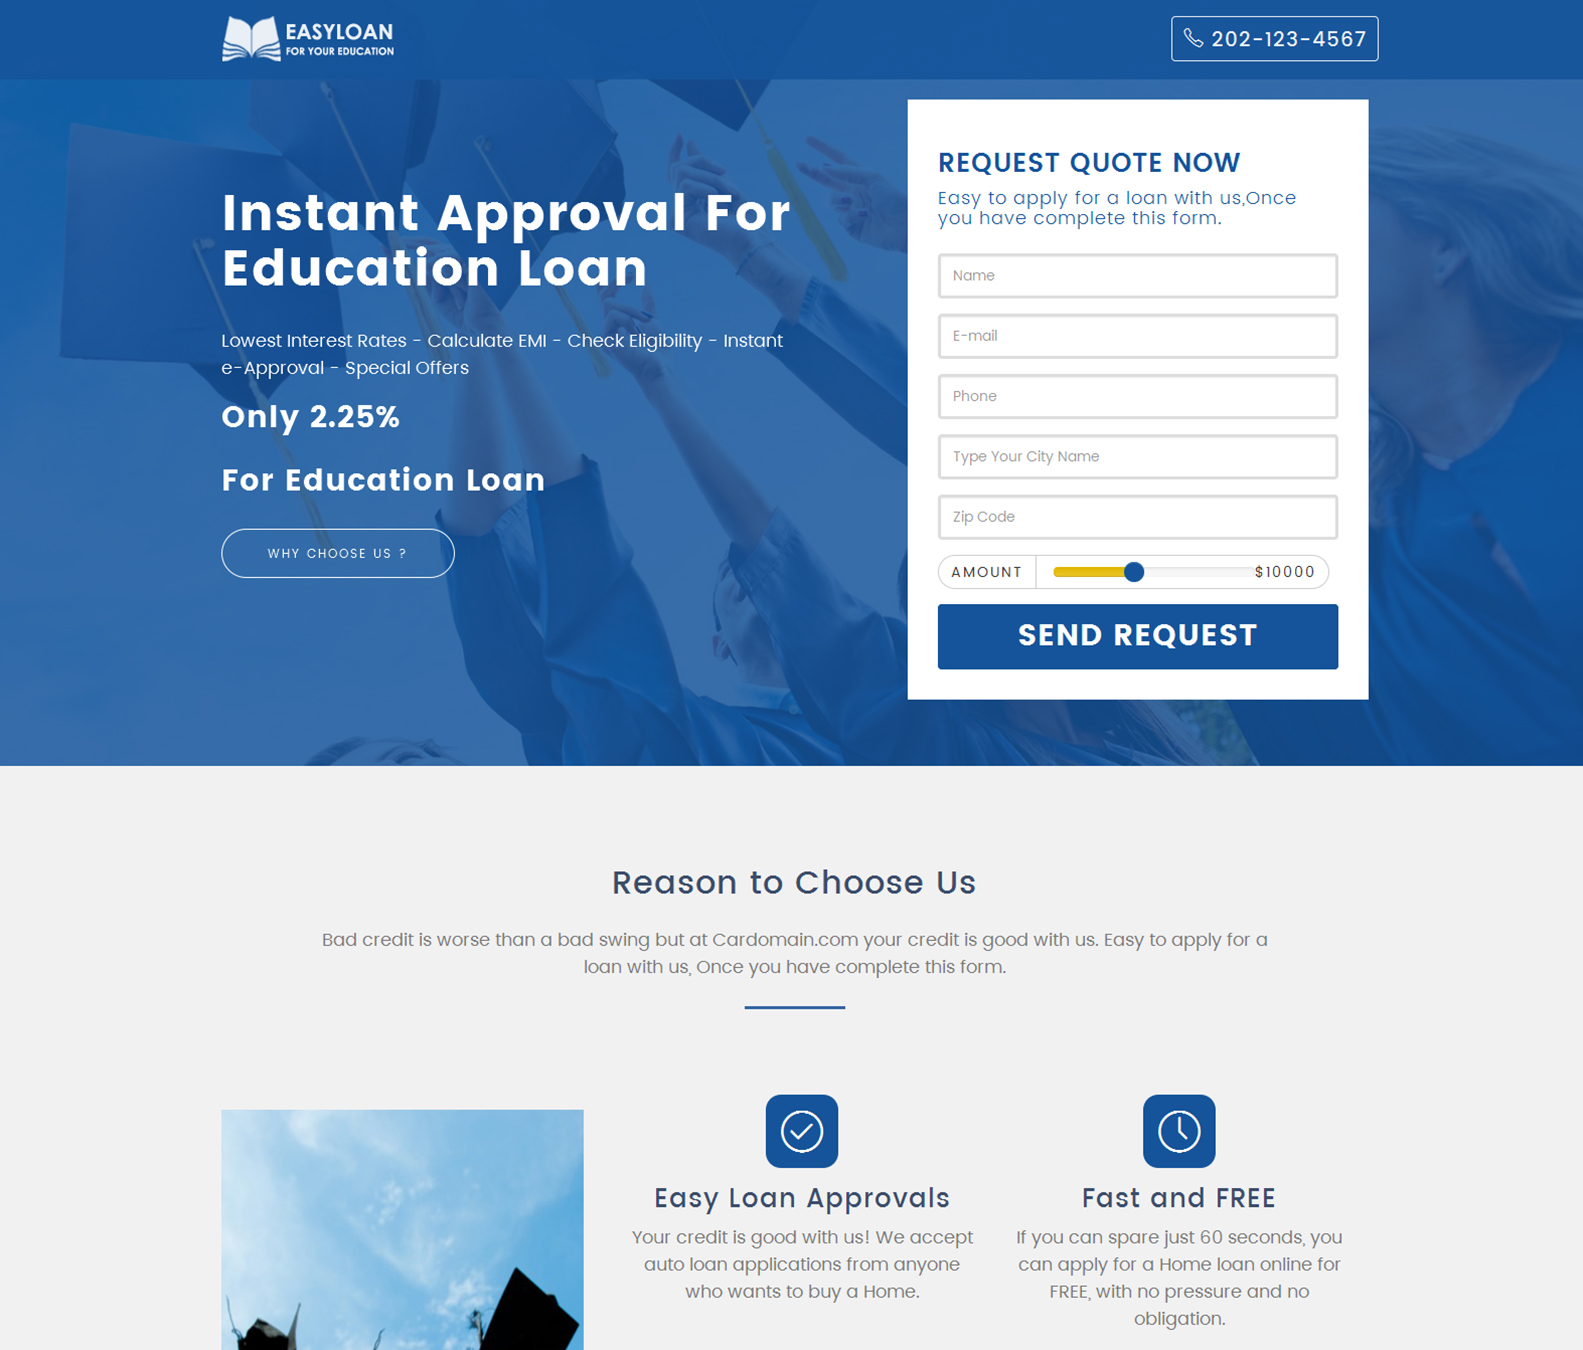 EASYLOAN
FOR YOUR EDUCATION
202-123-4567
Instant Approval For
Education Loan
Lowest Interest Rates - Calculate EMI - Check Eligibility - Instant
e-Approval - Special Offers
Only 2.25%
For Education Loan
WHY CHOOSE US ?
REQUEST QUOTE NOW
Easy to apply for a loan with us,Once
you have complete this form.
Name
E-mail
Phone
Type Your City Name
Zip Code
AMOUNT $10000
SEND REQUEST
Reason to Choose Us
Bad credit is worse than a bad swing but at Cardomain.com your credit is good with us. Easy to apply for a
loan with us, Once you have complete this form.
Easy Loan Approvals
Your credit is good with us! We accept
auto loan applications from anyone
who wants to buy a Home.
Fast and FREE
If you can spare just 60 seconds, you
can apply for a Home loan online for
FREE, with no pressure and no
obligation.